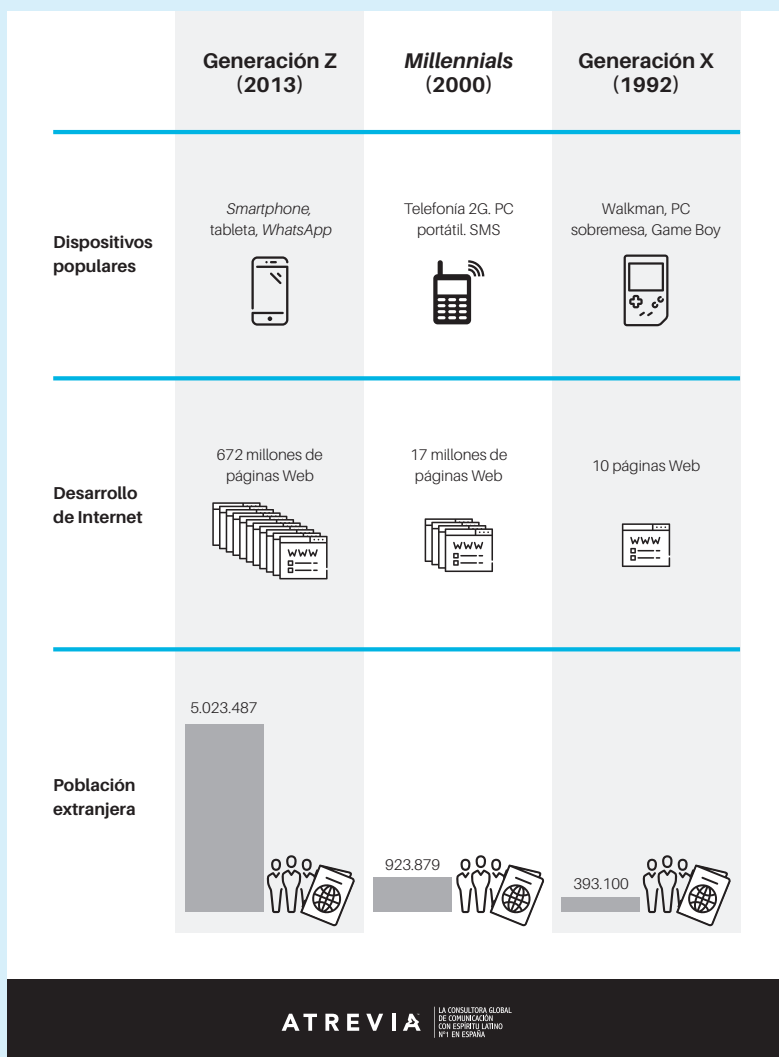 Generación Z
(2013)
Millennials
(2000)
Generación X
(1992)
Dispositivos
populares
Smartphone,
tableta, WhatsApp
Telefonía 2G. PC
portátil. SMS
Walkman, PC
sobremesa, Game Boy
Desarrollo
de Internet
672 millones de
páginas Web
WWW
17 millones de
páginas Web
WWW
10 páginas Web
WWW
Población
extranjera
5.023.487
923.879
393.100
ATREVIA
LA CONSULTORA GLOBAL
DE COMUNICACIÓN
CON ESPÍRITU LATINO
Nº1 EN ESPAÑA